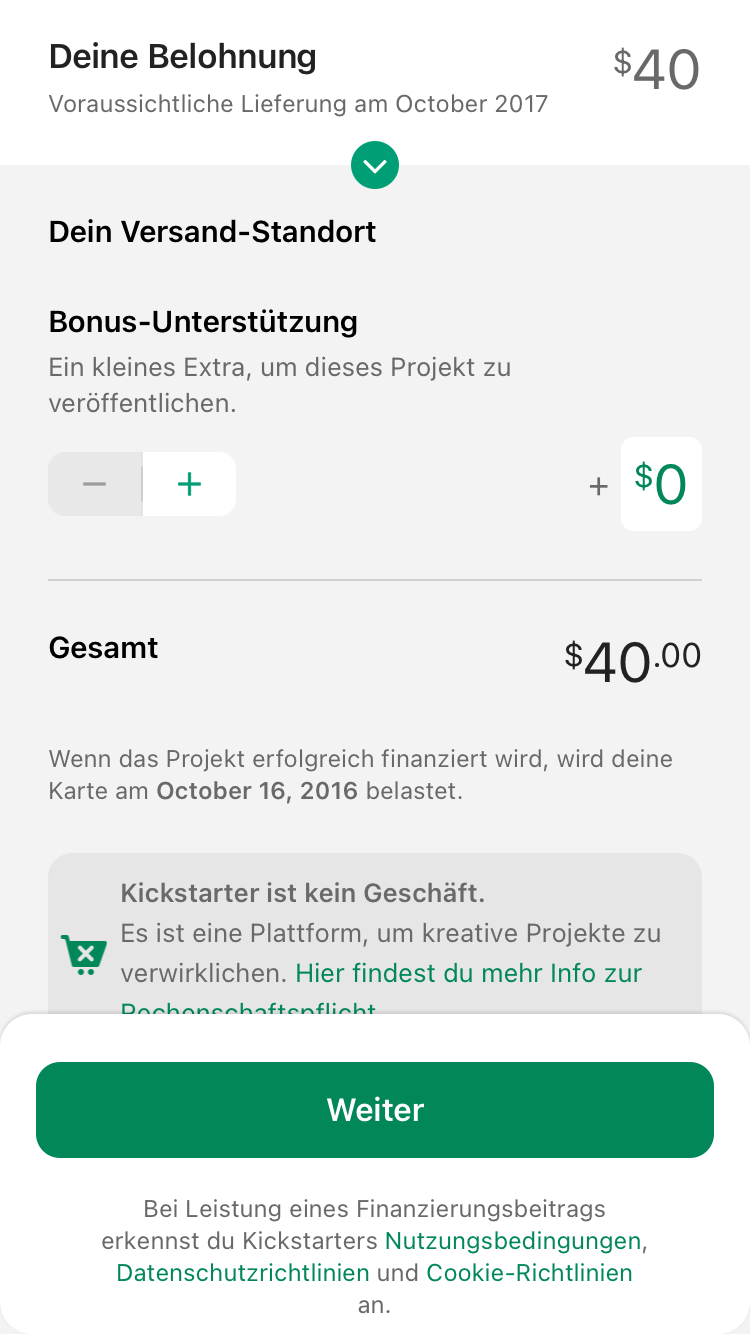 Deine Belohnung
$40
Voraussichtliche Lieferung am October 2017
Dein Versand-Standort
Bonus-Unterstützung
Ein kleines Extra, um dieses Projekt zu
veröffentlichen.
− +
+ $0
Gesamt
$40.00
Wenn das Projekt erfolgreich finanziert wird, wird deine
Karte am October 16, 2016 belastet.
Kickstarter ist kein Geschäft.
Es ist eine Plattform, um kreative Projekte zu
verwirklichen. Hier findest du mehr Info zur
Rechenschaftspflicht
Weiter
Bei Leistung eines Finanzierungsbeitrags
erkennst du Kickstarters Nutzungsbedingungen,
Datenschutzrichtlinien und Cookie-Richtlinien
an.